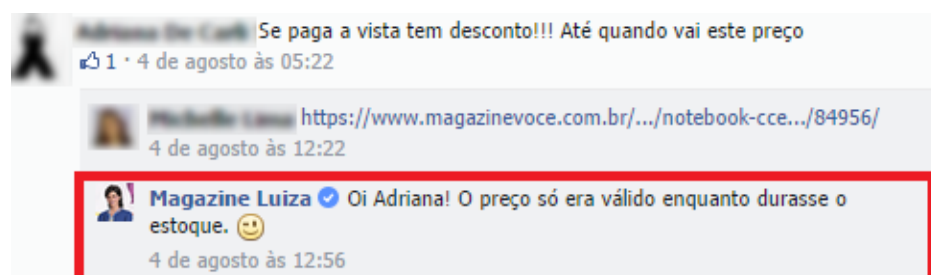 Se paga a vista tem desconto!!! Até quando vai este preço
1 · 4 de agosto às 05:22
https://www.magazinevoce.com.br/.../notebook-cce.../84956/
4 de agosto às 12:22
Magazine Luiza Oi Adriana! O preço só era válido enquanto durasse o
estoque.
4 de agosto às 12:56